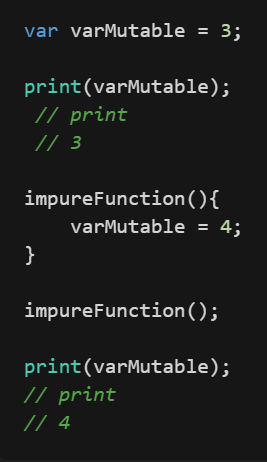 var varMutable = 3;
print(varMutable);
// print
// 3
impureFunction(){
varMutable = 4;
}
impureFunction();
print(varMutable);
// print
// 4